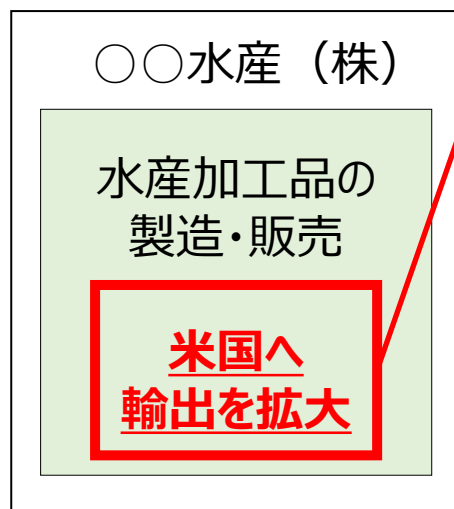 ○○水産（株）
水産加工品の
製造・販売
米国へ
輸出を拡大